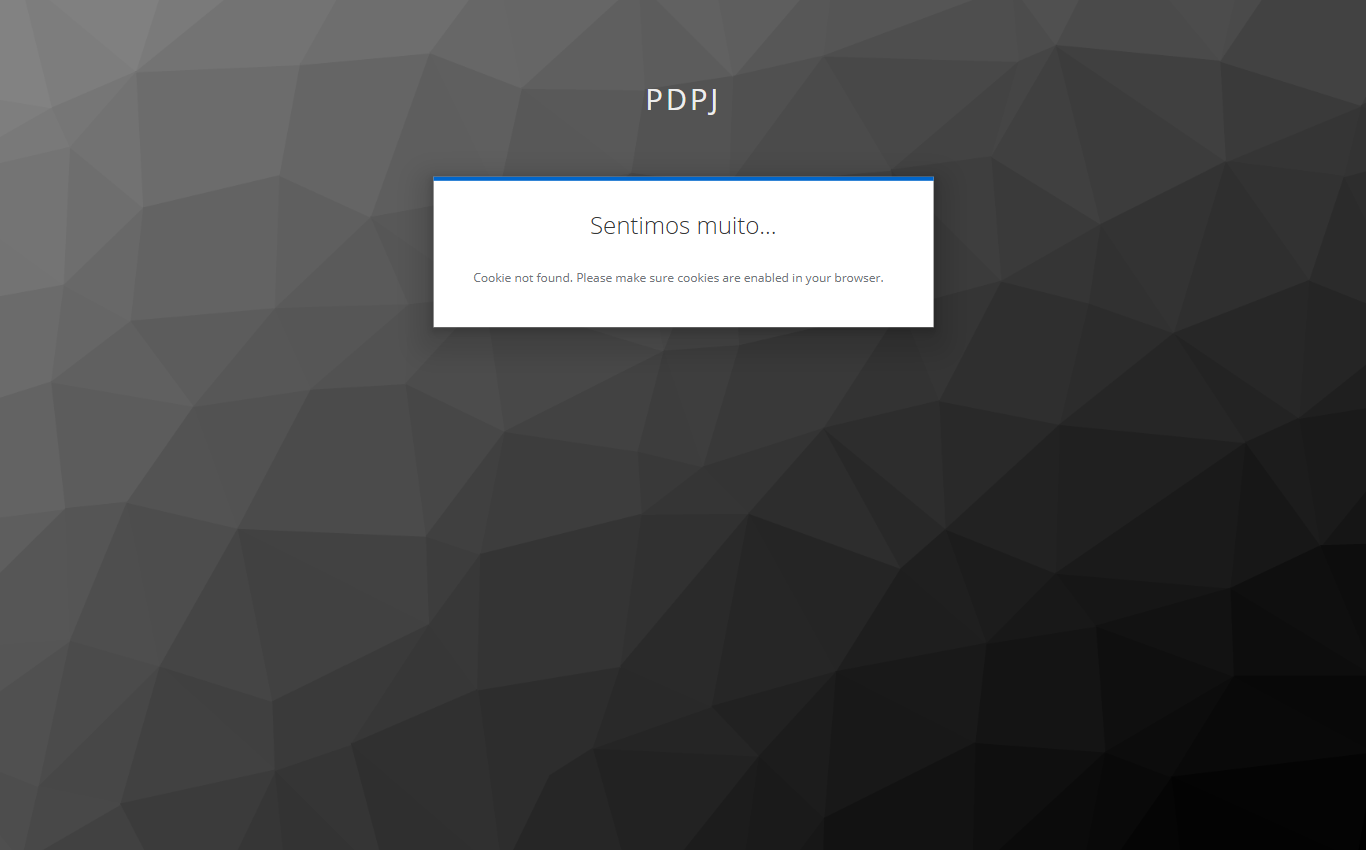 PDPJ
Sentimos muito...
Cookie not found. Please make sure cookies are enabled in your browser.